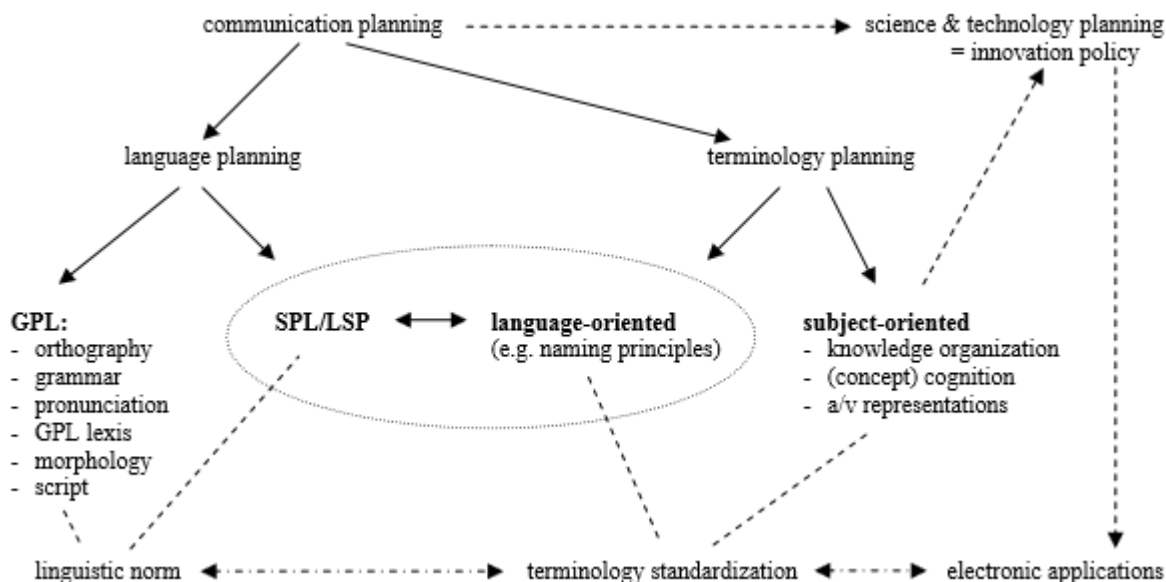 communication planning
science & technology planning
= innovation policy
language planning
terminology planning
GPL:
- orthography
- grammar
- pronunciation
- GPL lexis
- morphology
- script
SPL/LSP
language-oriented
(e.g. naming principles)
subject-oriented
- knowledge organization
- (concept) cognition
- a/v representations
linguistic norm
terminology standardization
electronic applications